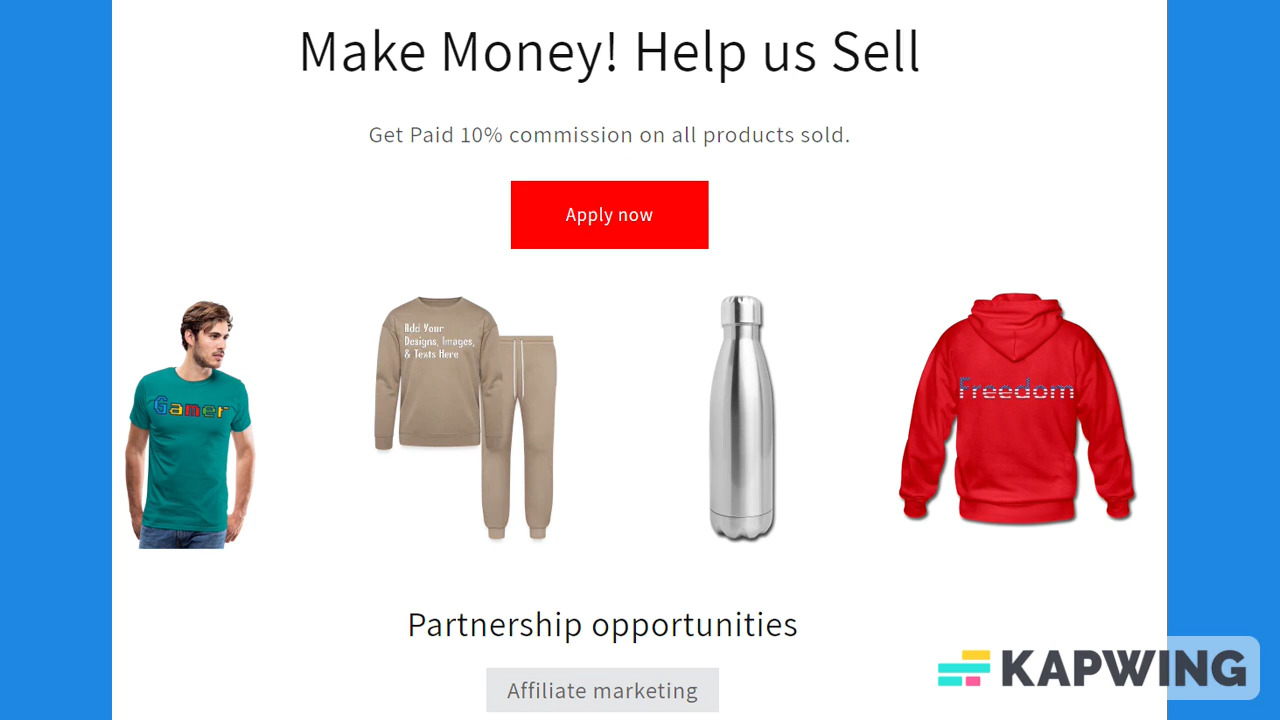 Make Money! Help us Sell
Get Paid 10% commission on all products sold.
Apply now
Gamer
Add Your
Designs, Images,
& Texts Here
Freedom
Partnership opportunities
Affiliate marketing
KAPWING